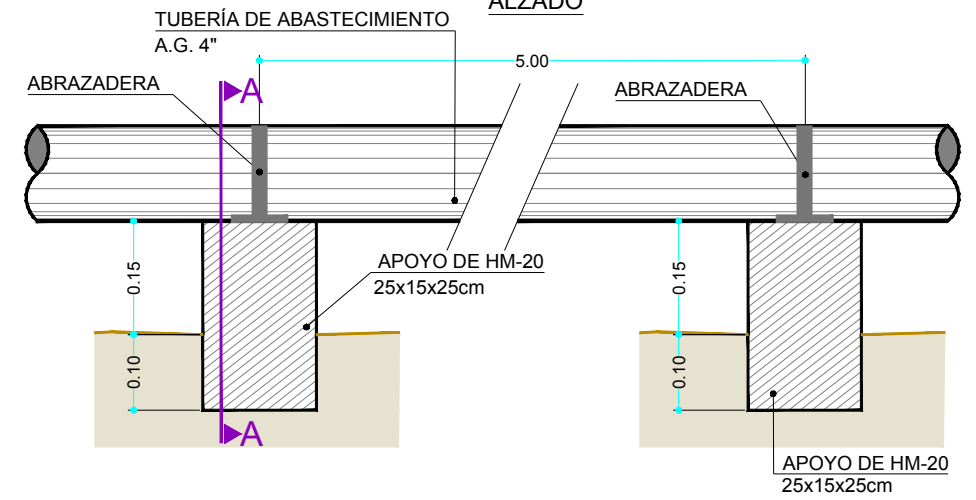 ALZADO
TUBERÍA DE ABASTECIMIENTO
A.G. 4"
5.00
ABRAZADERA
A
ABRAZADERA
0.15
0.15
APOYO DE HM-20
25x15x25cm
0.10
0.10
A
APOYO DE HM-20
25x15x25cm